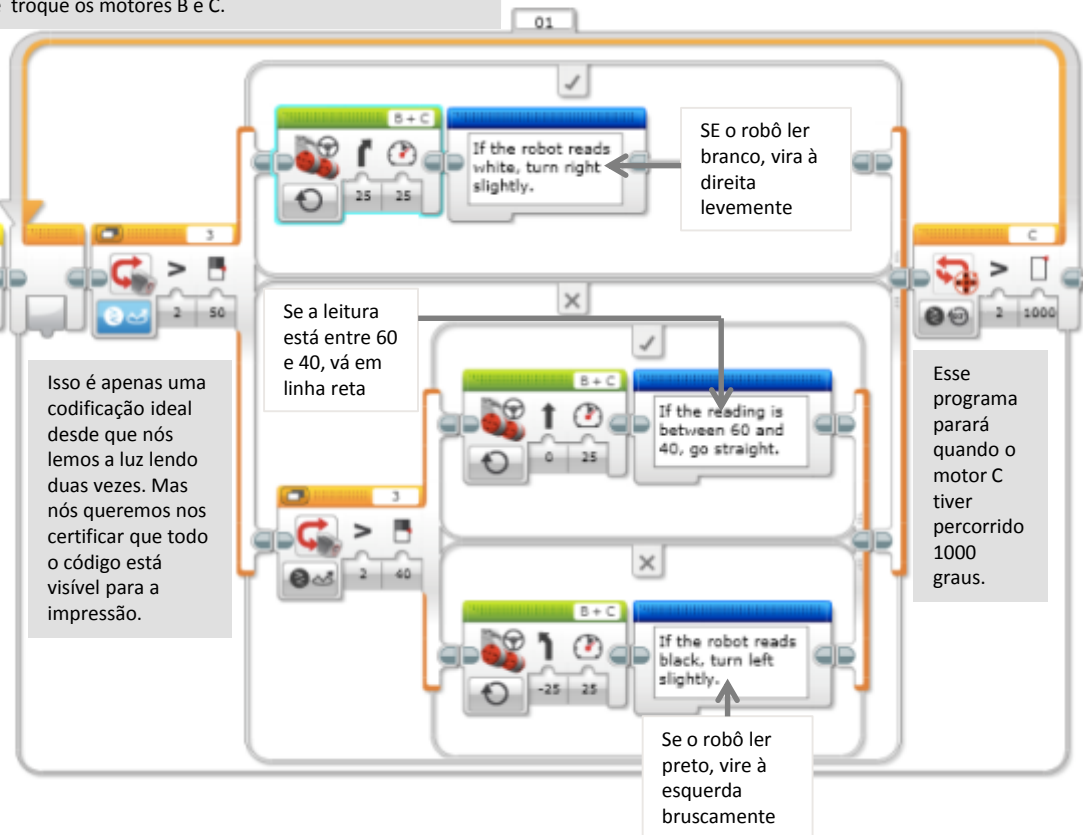 troque os motores B e C.
01
B + C
25 25
If the robot reads
white, turn right
slightly.
SE o robô ler
branco, vira à
direita
levemente
3
>
2 50
C
>
2 1000
Se a leitura
está entre 60
e 40, vá em
linha reta
B + C
0 25
If the reading is
between 60 and
40, go straight.
Isso é apenas uma
codificação ideal
desde que nós
lemos a luz lendo
duas vezes. Mas
nós queremos nos
certificar que todo
o código está
visível para a
impressão.
Esse
programa
parará
quando o
motor C
tiver
percorrido
1000
graus.
3
>
2 40
B + C
-25 25
If the robot reads
black, turn left
slightly.
Se o robô ler
preto, vire à
esquerda
bruscamente